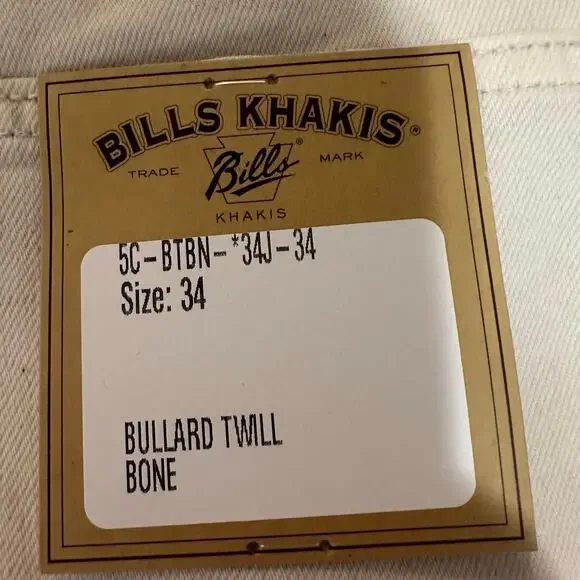 BILLS KHAKIS®
TRADE Bills® MARK
KHAKIS
5C-BTBN-*34J-34
Size: 34
BULLARD TWILL
BONE